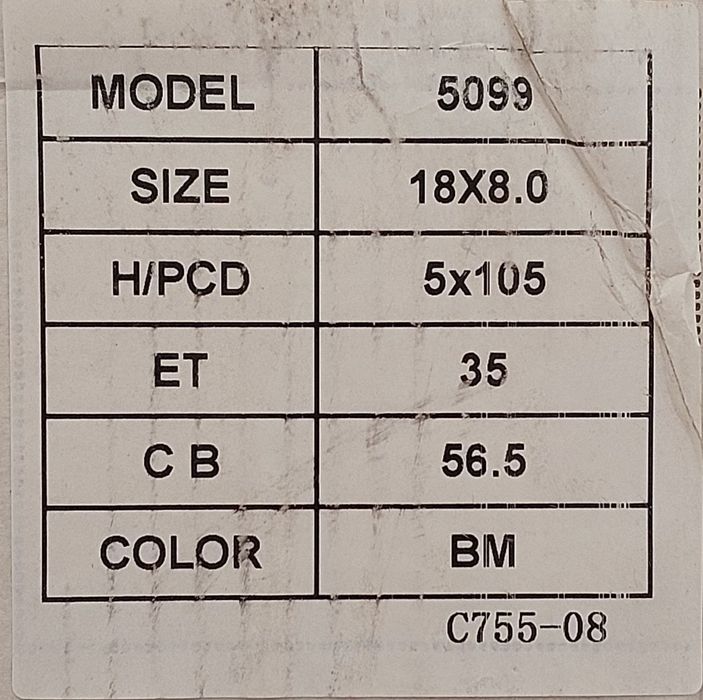 MODEL 5099
SIZE 18X8.0
H/PCD 5x105
ET 35
C B 56.5
COLOR BM
C755-08